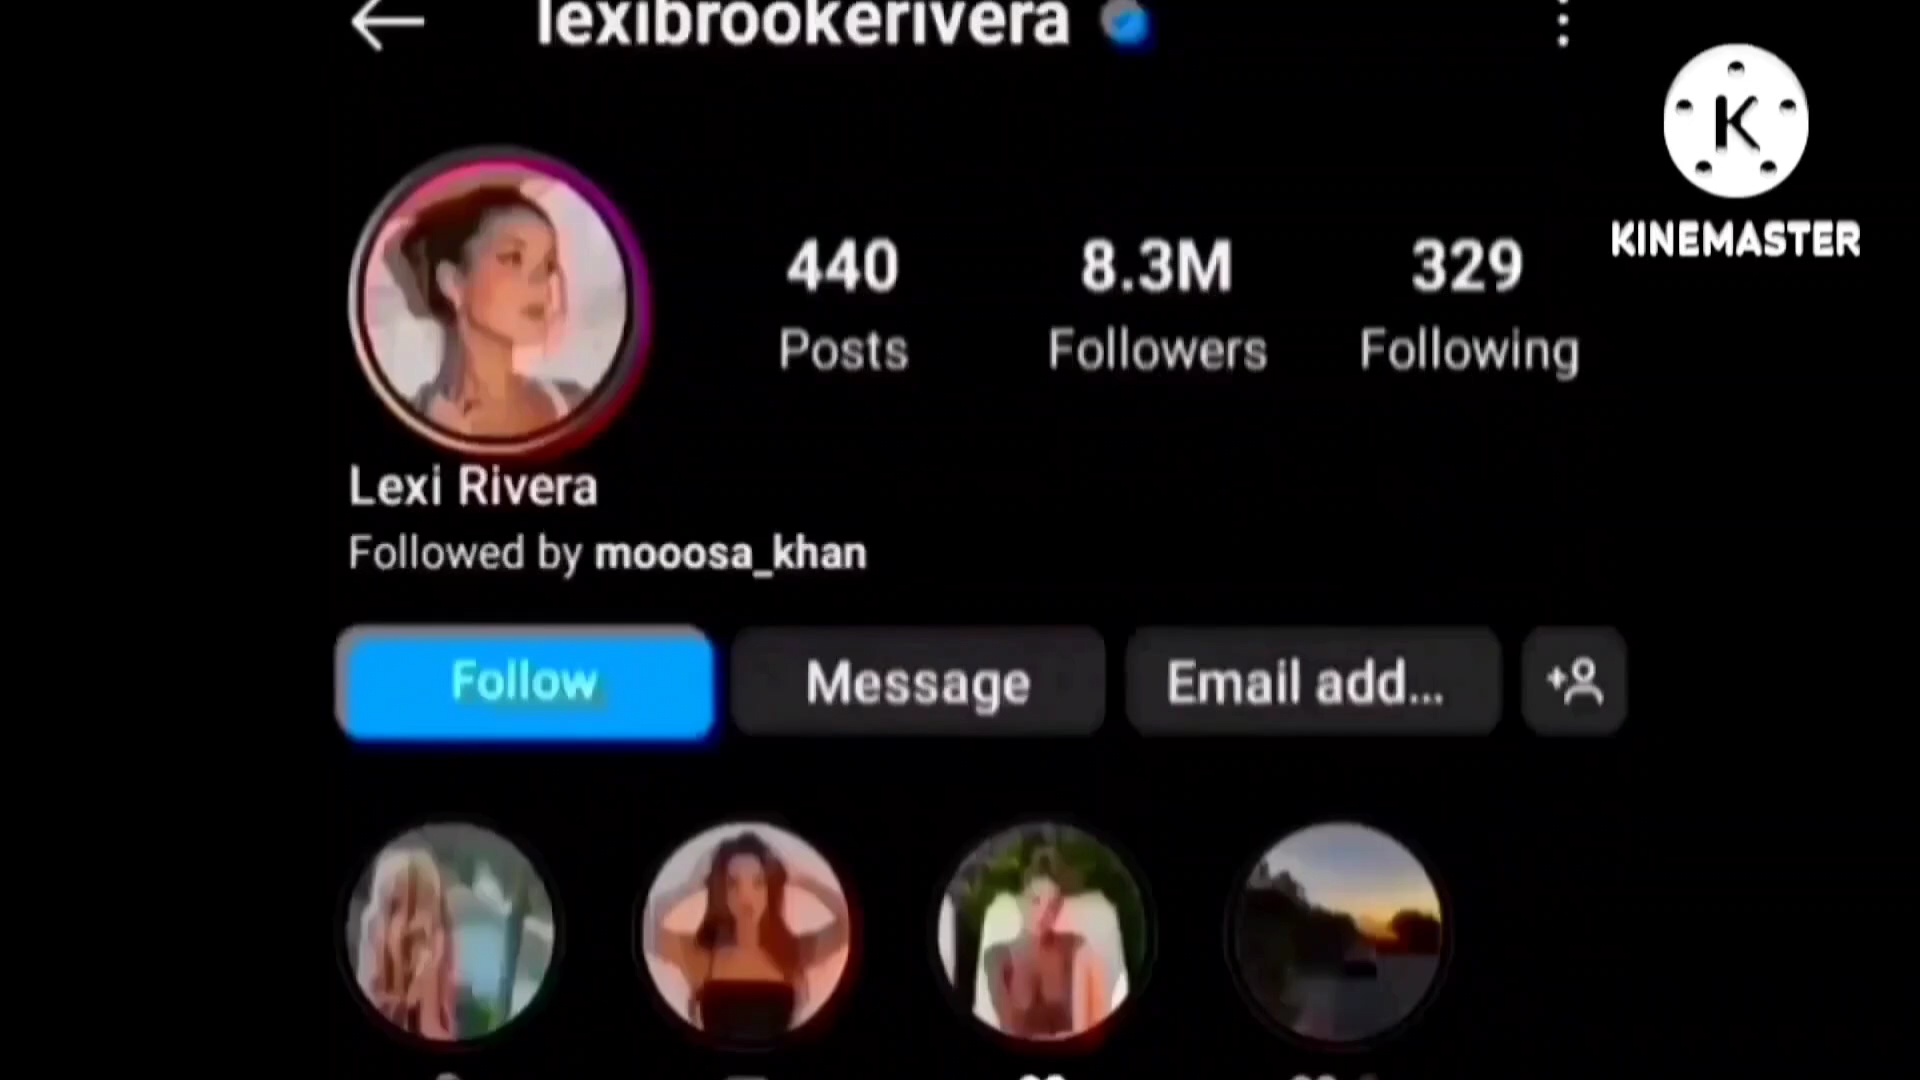 lexibrookerivera
K
KINEMASTER
440 8.3M 329
Posts Followers Following
Lexi Rivera
Followed by mooosa_khan
Follow Message Email add...